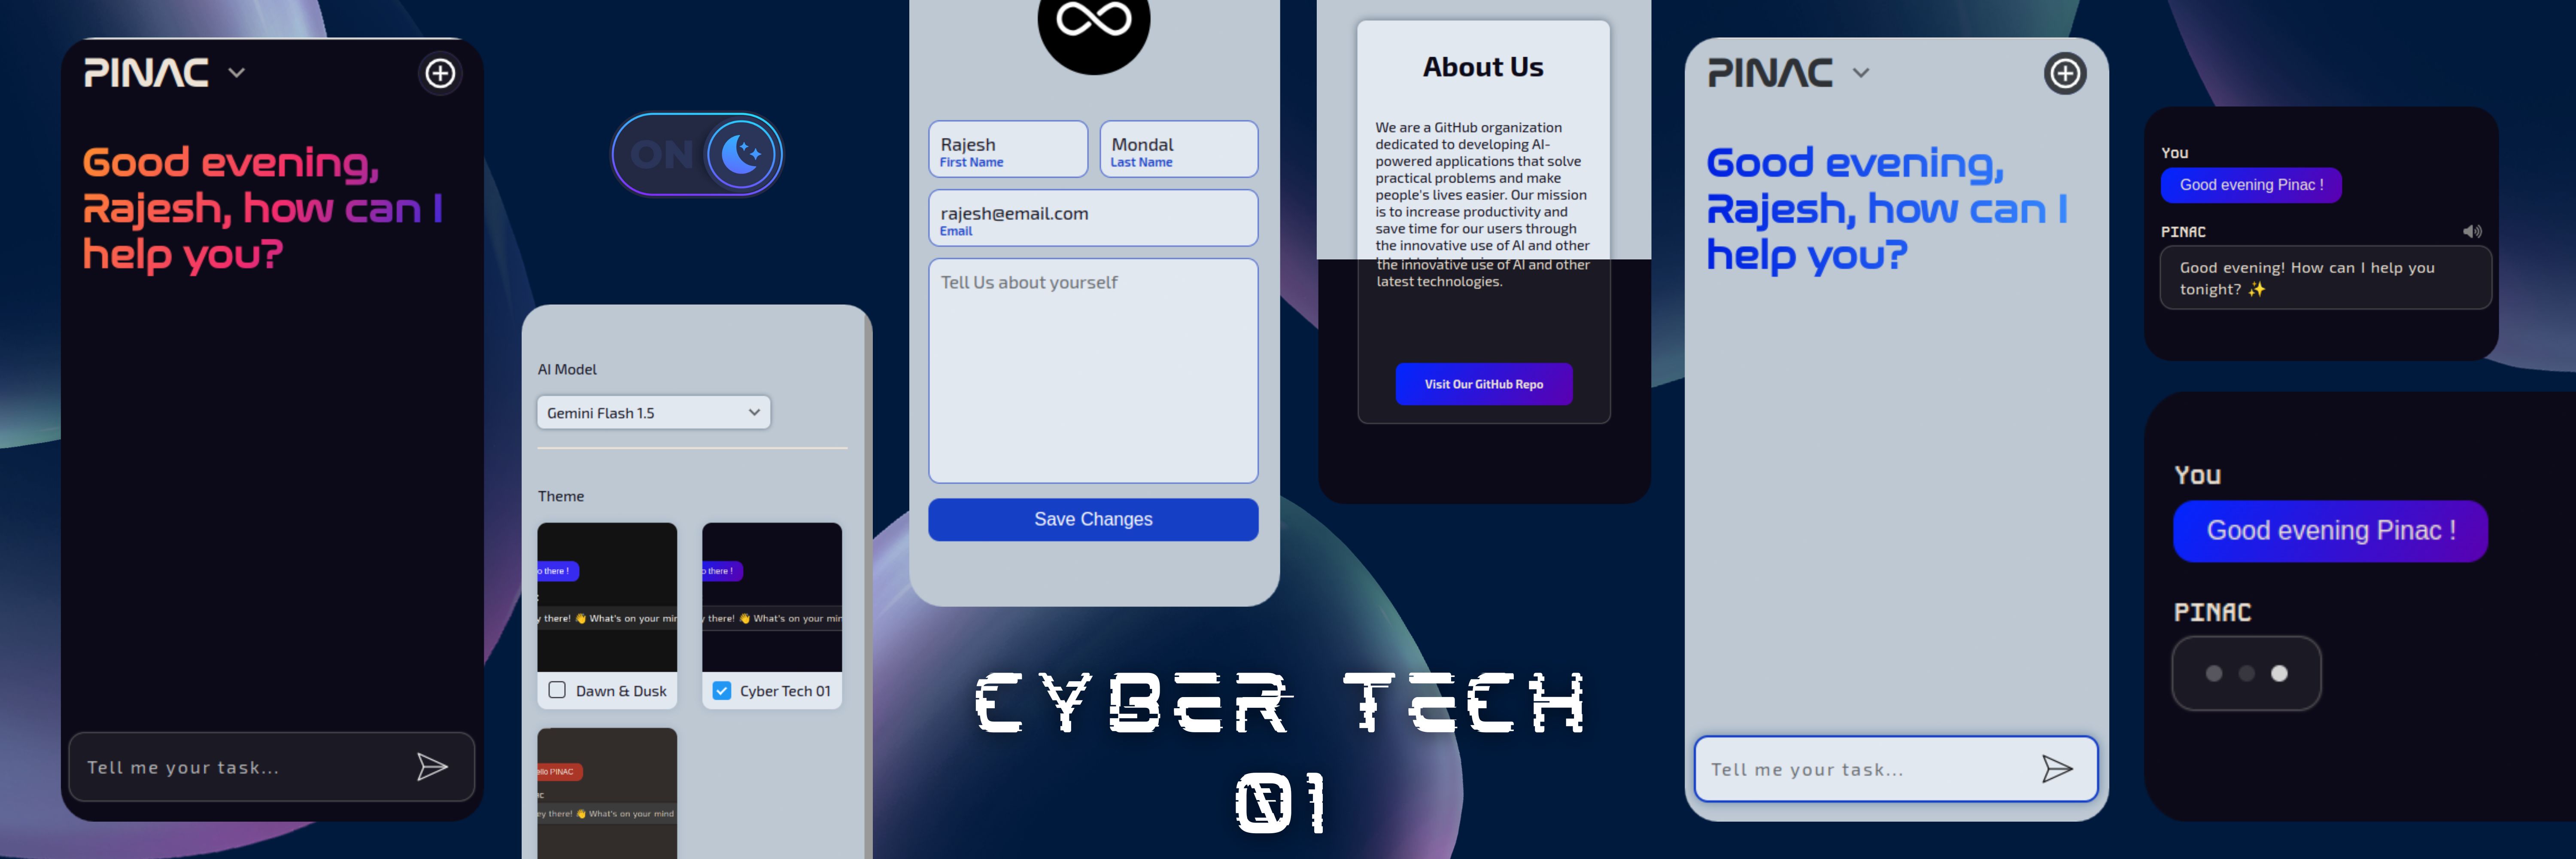 PINAC
Good evening,
Rajesh, how can I
help you?
Tell me your task...
ON
AI Model
Gemini Flash 1.5
Theme
o there !
y there! 👋 What's on your min
Dawn & Dusk
o there !
y there! 👋 What's on your min
Cyber Tech 01
ello PINAC
ey there! 👋 What's on your mind
Rajesh
First Name
Mondal
Last Name
rajesh@email.com
Email
Tell Us about yourself
Save Changes
CYBER TECH
01
About Us
We are a GitHub organization
dedicated to developing AI-
powered applications that solve
practical problems and make
people's lives easier. Our mission
is to increase productivity and
save time for our users through
the innovative use of AI and other
the innovative use of AI and other
latest technologies.
Visit Our GitHub Repo
PINAC
Good evening,
Rajesh, how can I
help you?
Tell me your task...
You
Good evening Pinac !
PINAC
Good evening! How can I help you
tonight? ✨
You
Good evening Pinac !
PINAC